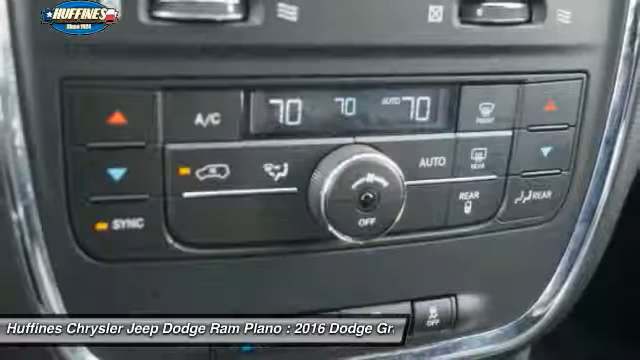 HUFFINES
Since 1924
A/C
70
70
AUTO 70
FRONT
AUTO
REAR
SYNC
OFF
REAR
REAR
OFF
Huffines Chrysler Jeep Dodge Ram Plano : 2016 Dodge Gr